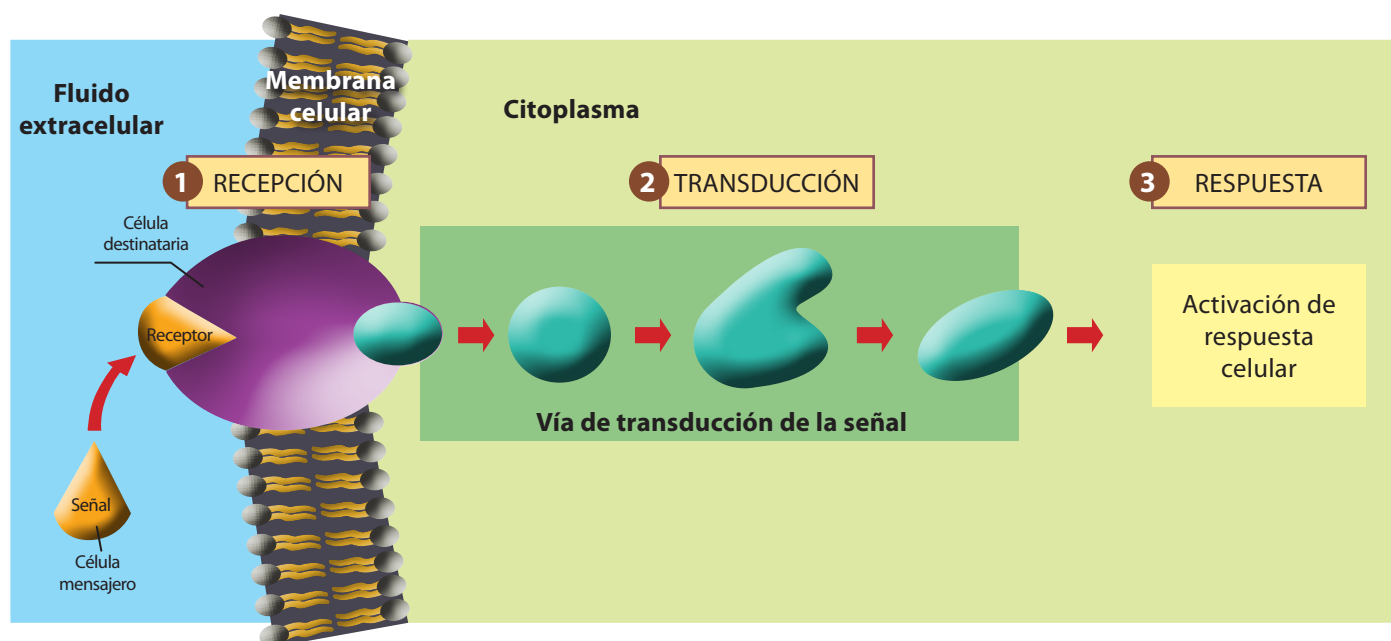 Fluido
extracelular
Membrana
celular
Citoplasma
1 RECEPCIÓN
2 TRANSDUCCIÓN
3 RESPUESTA
Célula
destinataria
Receptor
Señal
Célula
mensajero
Vía de transducción de la señal
Activación de
respuesta
celular